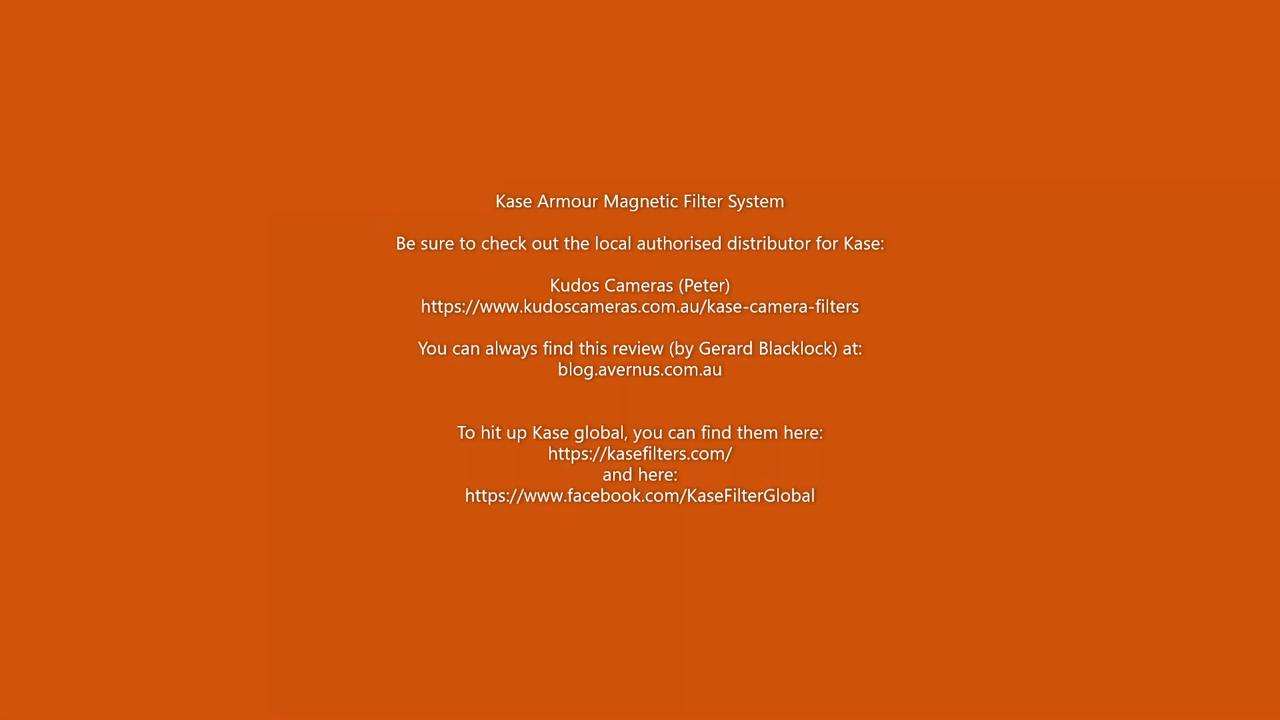 Kase Armour Magnetic Filter System
Be sure to check out the local authorised distributor for Kase:
Kudos Cameras (Peter)
https://www.kudoscameras.com.au/kase-camera-filters
You can always find this review (by Gerard Blacklock) at:
blog.avernus.com.au
To hit up Kase global, you can find them here:
https://kasefilters.com/
and here:
https://www.facebook.com/KaseFilterGlobal